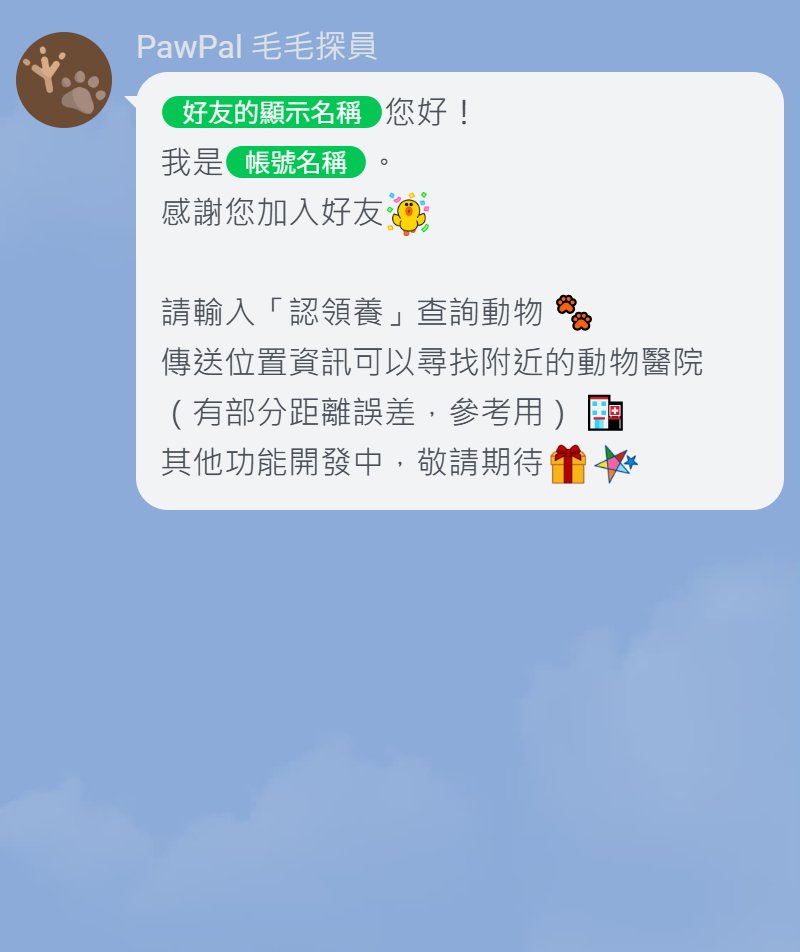 PawPal 毛毛探員
好友的顯示名稱您好！
我是帳號名稱。
感謝您加入好友
請輸入「認領養」查詢動物
傳送位置資訊可以尋找附近的動物醫院
（有部分距離誤差，參考用）
其他功能開發中，敬請期待